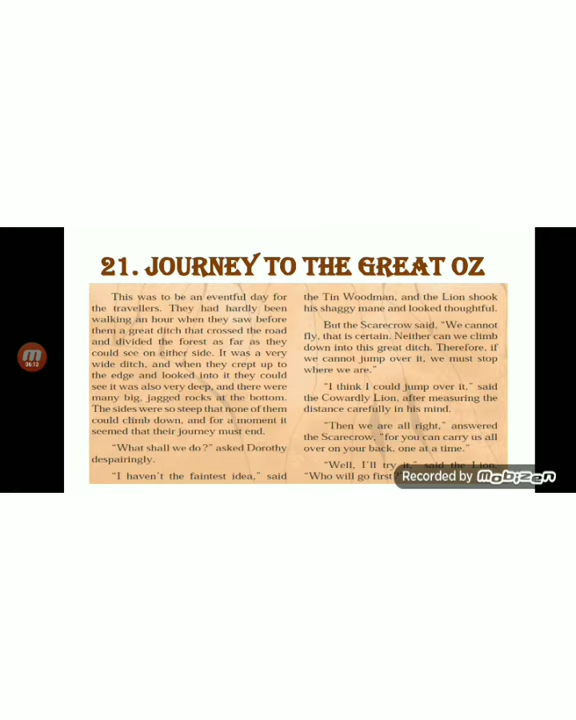 21. JOURNEY TO THE GREAT OZ
This was to be an eventful day for
the travellers. They had hardly been
walking an hour when they saw before
them a great ditch that crossed the road
and divided the forest as far as they
could see on either side. It was a very
wide ditch, and when they crept up to
the edge and looked into it they could
see it was also very deep, and there were
many big, jagged rocks at the bottom.
The sides were so steep that none of them
could climb down, and for a moment it
seemed that their journey must end.
"What shall we do?" asked Dorothy
despairingly.
"I haven't the faintest idea," said
the Tin Woodman, and the Lion shook
his shaggy mane and looked thoughtful.
But the Scarecrow said, "We cannot
fly, that is certain. Neither can we climb
down into this great ditch. Therefore, if
we cannot jump over it, we must stop
where we are."
"I think I could jump over it," said
the Cowardly Lion, after measuring the
distance carefully in his mind.
"Then we are all right," answered
the Scarecrow, "for you can carry us all
over on your back, one at a time."
"Well, I'll try it," said the Lion.
"Who will go first
M
06:13
Recorded by Mobizen